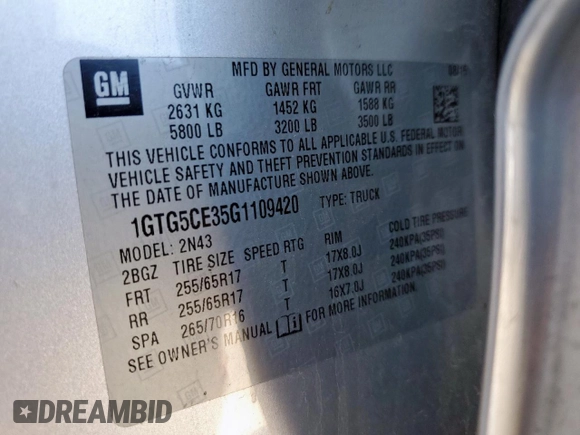 GM
MFD BY GENERAL MOTORS LLC
GVWR GAWR FRT GAWR RR
2631 KG 1452 KG 1588 KG
5800 LB 3200 LB 3500 LB
THIS VEHICLE CONFORMS TO ALL APPLICABLE U.S. FEDERAL MOTOR
VEHICLE SAFETY AND THEFT PREVENTION STANDARDS IN EFFECT ON
THE DATE OF MANUFACTURE SHOWN ABOVE.
1GTG5CE35G1109420 TYPE: TRUCK
MODEL: 2N43
2BGZ TIRE SIZE SPEED RTG RIM COLD TIRE PRESSURE
FRT 255/65R17 T 17X8.0J 240KPA(35PSI)
RR 255/65R17 T 17X8.0J 240KPA(35PSI)
SPA 265/70R16 T 16X7.0J 240KPA(35PSI)
SEE OWNER'S MANUAL FOR MORE INFORMATION.
DREAMBID